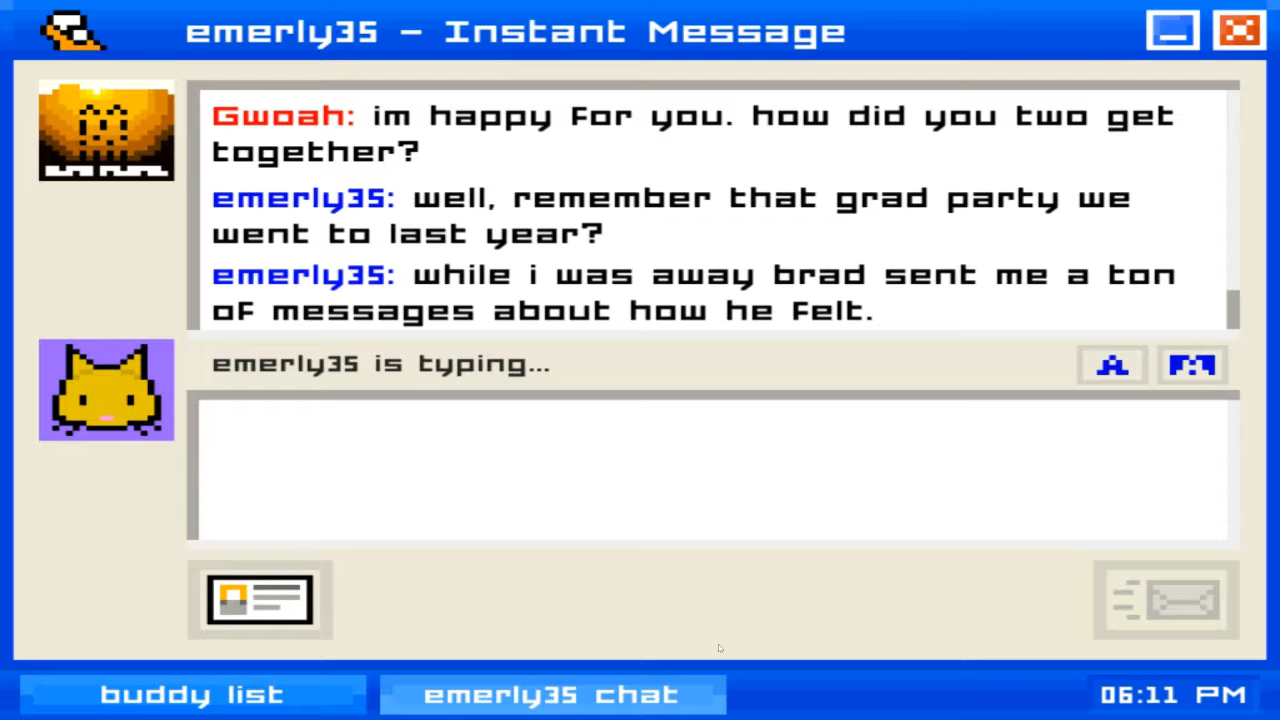 emerly35 - Instant Message
Gwoah: im happy for you. how did you two get
together?
emerly35: well, remember that grad party we
went to last year?
emerly35: while i was away brad sent me a ton
of messages about how he felt.
emerly35 is typing...
A
buddy list
emerly35 chat
06:11 PM